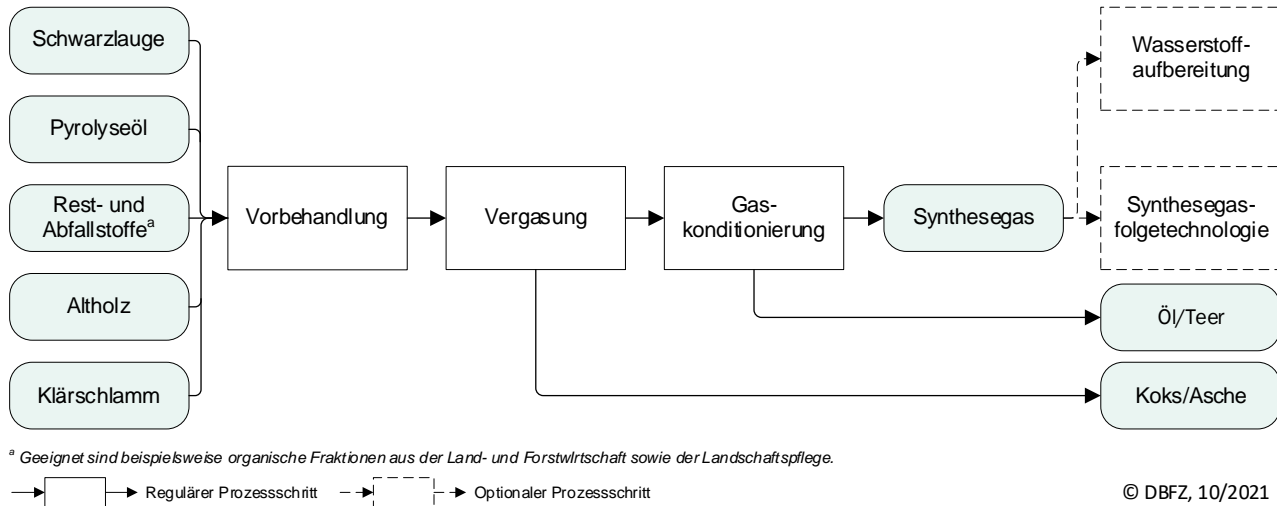 Schwarzlauge
Pyrolyseöl
Rest- und
Abfallstoffeᵃ
Altholz
Klärschlamm
Vorbehandlung
Vergasung
Gas-
konditionierung
Synthesegas
Wasserstoff-
aufbereitung
Synthesegas-
folgetechnologie
Öl/Teer
Koks/Asche
ᵃ Geeignet sind beispielsweise organische Fraktionen aus der Land- und Forstwirtschaft sowie der Landschaftspflege.
Regulärer Prozessschritt
Optionaler Prozessschritt
© DBFZ, 10/2021